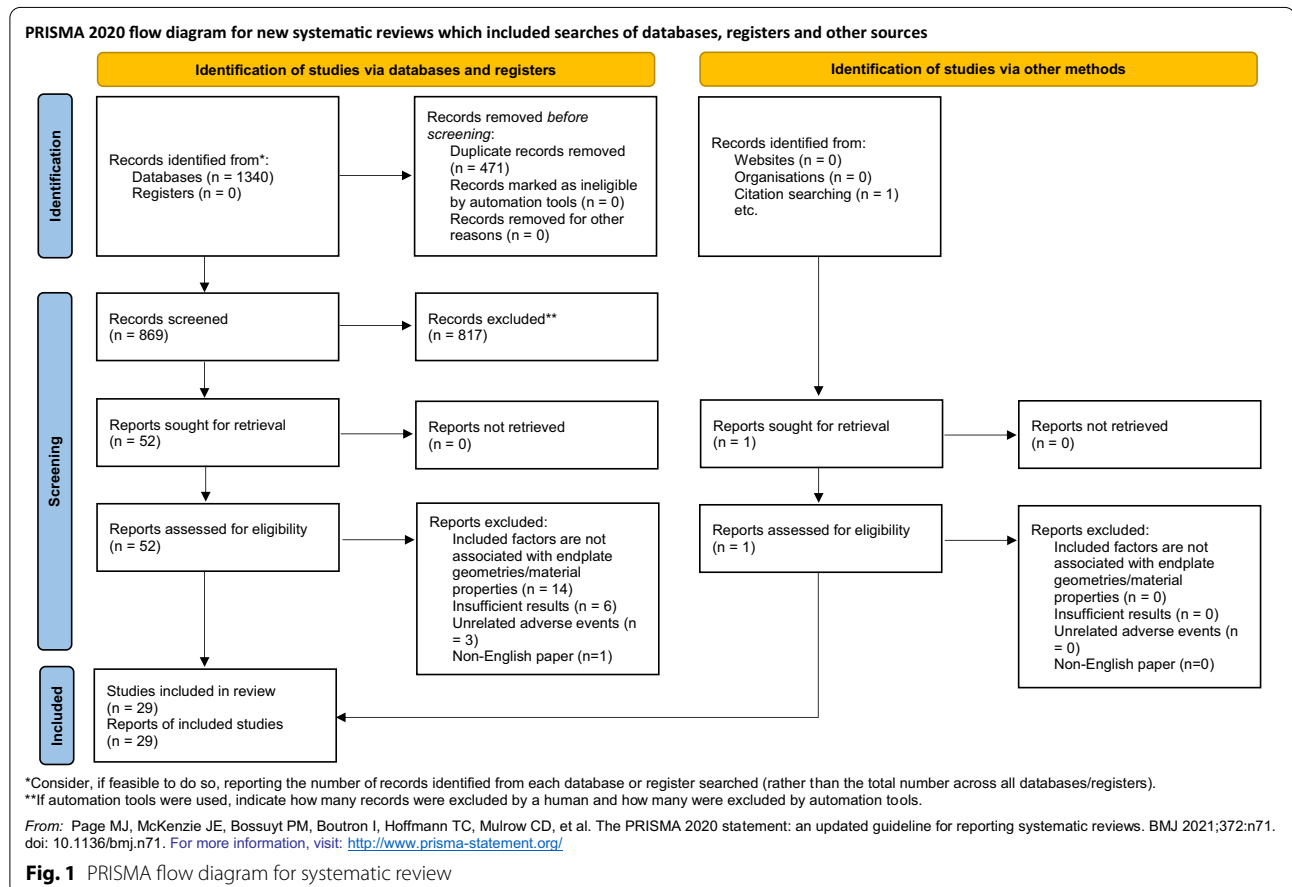 PRISMA 2020 flow diagram for new systematic reviews which included searches of databases, registers and other sources
Identification of studies via databases and registers
Identification of studies via other methods
Identification
Records identified from*:
Databases (n = 1340)
Registers (n = 0)
Records removed before
screening:
Duplicate records removed
(n = 471)
Records marked as ineligible
by automation tools (n = 0)
Records removed for other
reasons (n = 0)
Records identified from:
Websites (n = 0)
Organisations (n = 0)
Citation searching (n = 1)
etc.
Screening
Records screened
(n = 869)
Records excluded**
(n = 817)
Reports sought for retrieval
(n = 52)
Reports not retrieved
(n = 0)
Reports sought for retrieval
(n = 1)
Reports not retrieved
(n = 0)
Reports assessed for eligibility
(n = 52)
Reports excluded:
Included factors are not
associated with endplate
geometries/material
properties (n = 14)
Insufficient results (n = 6)
Unrelated adverse events (n
= 3)
Non-English paper (n=1)
Reports assessed for eligibility
(n = 1)
Reports excluded:
Included factors are not
associated with endplate
geometries/material
properties (n = 0)
Insufficient results (n = 0)
Unrelated adverse events (n
= 0)
Non-English paper (n=0)
Included
Studies included in review
(n = 29)
Reports of included studies
(n = 29)
*Consider, if feasible to do so, reporting the number of records identified from each database or register searched (rather than the total number across all databases/registers).
**If automation tools were used, indicate how many records were excluded by a human and how many were excluded by automation tools.
From: Page MJ, McKenzie JE, Bossuyt PM, Boutron I, Hoffmann TC, Mulrow CD, et al. The PRISMA 2020 statement: an updated guideline for reporting systematic reviews. BMJ 2021;372:n71.
doi: 10.1136/bmj.n71. For more information, visit: http://www.prisma-statement.org/
Fig. 1 PRISMA flow diagram for systematic review